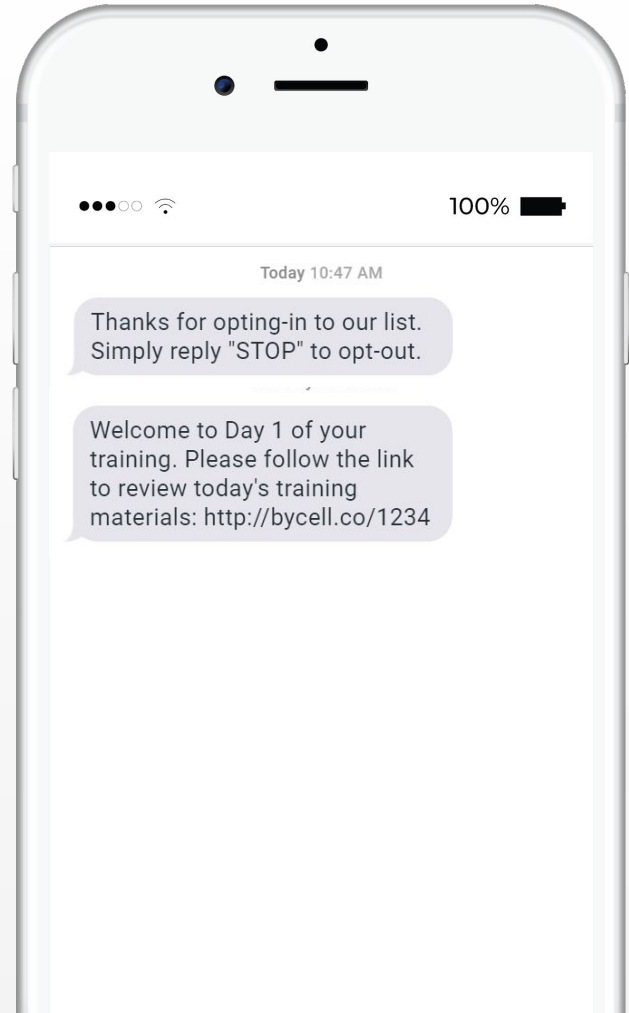 100%
Today 10:47 AM
Thanks for opting-in to our list.
Simply reply "STOP" to opt-out.
Welcome to Day 1 of your
training. Please follow the link
to review today's training
materials: http://bycell.co/1234